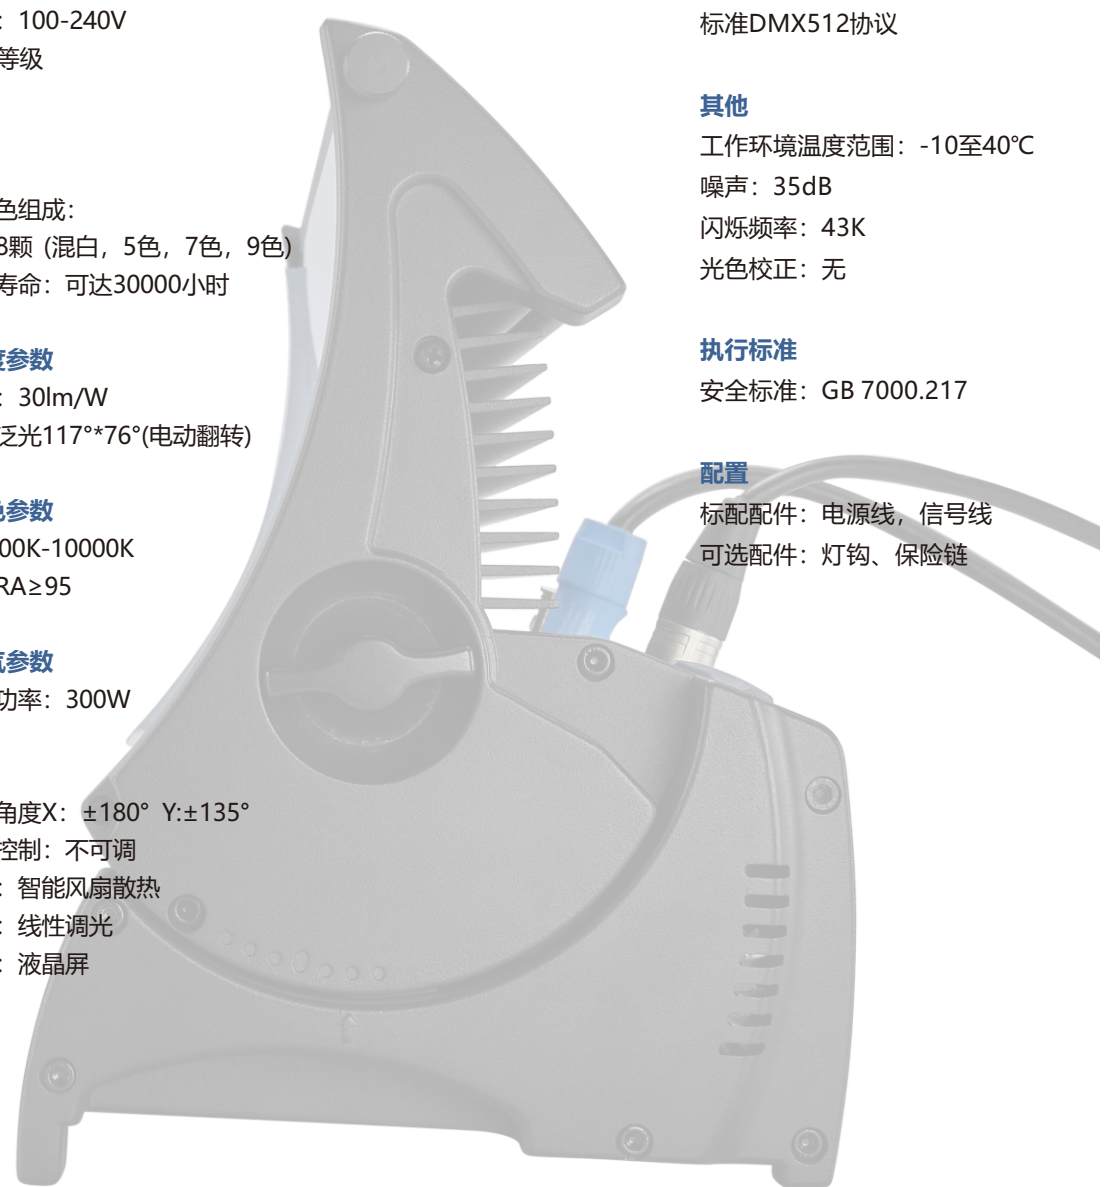 ：100-240V
等级
色组成：
8颗 (混白，5色，7色，9色)
寿命：可达30000小时
度参数
：30lm/W
泛光117°*76°(电动翻转)
色参数
00K-10000K
RA≥95
气参数
功率：300W
角度X：±180° Y:±135°
控制：不可调
：智能风扇散热
：线性调光
：液晶屏
标准DMX512协议
其他
工作环境温度范围：-10至40℃
噪声：35dB
闪烁频率：43K
光色校正：无
执行标准
安全标准：GB 7000.217
配置
标配配件：电源线，信号线
可选配件：灯钩、保险链